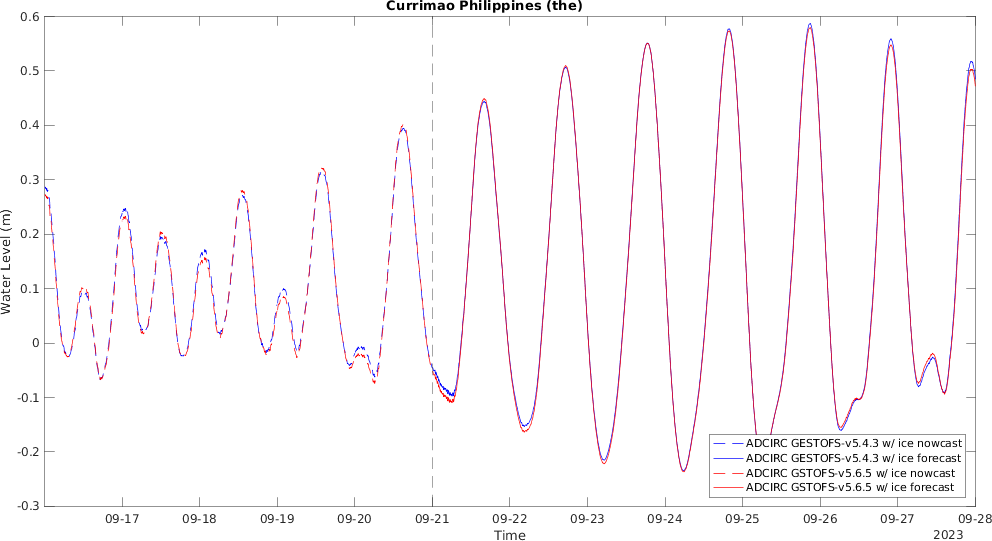 Currimao Philippines (the)
0.6
0.5
0.4
0.3
0.2
0.1
0
-0.1
-0.2
-0.3
Water Level (m)
ADCIRC GESTOFS-v5.4.3 w/ ice nowcast
ADCIRC GESTOFS-v5.4.3 w/ ice forecast
ADCIRC GSTOFS-v5.6.5 w/ ice nowcast
ADCIRC GSTOFS-v5.6.5 w/ ice forecast
09-17 09-18 09-19 09-20 09-21 09-22 09-23 09-24 09-25 09-26 09-27 09-28
Time
2023